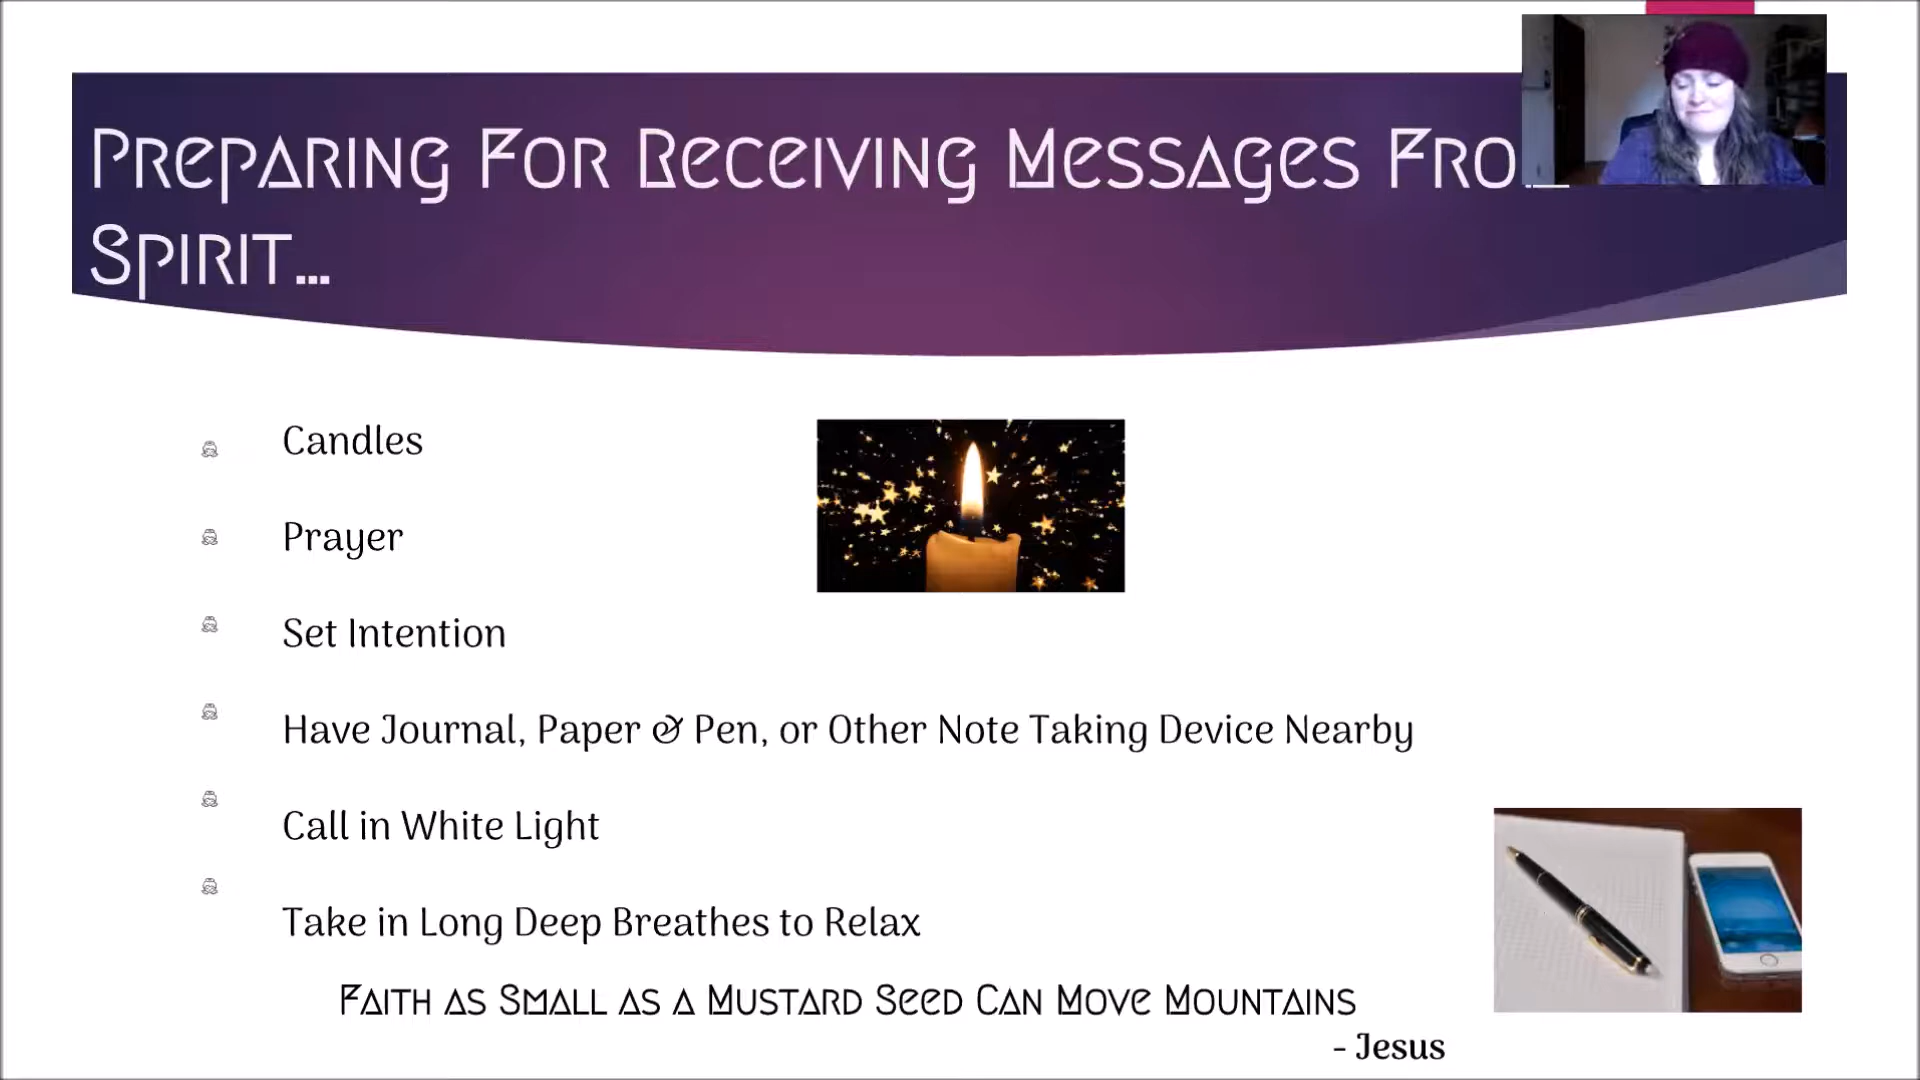 Preparing For Receiving Messages From
Spirit...
Candles
Prayer
Set Intention
Have Journal, Paper & Pen, or Other Note Taking Device Nearby
Call in White Light
Take in Long Deep Breathes to Relax
Faith as Small as a Mustard Seed Can Move Mountains
- Jesus